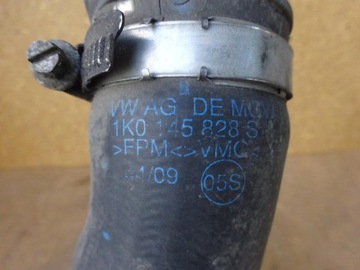 VW AG DE
1K0 145 828 S
>FPM<>VMQ<
/09
05S